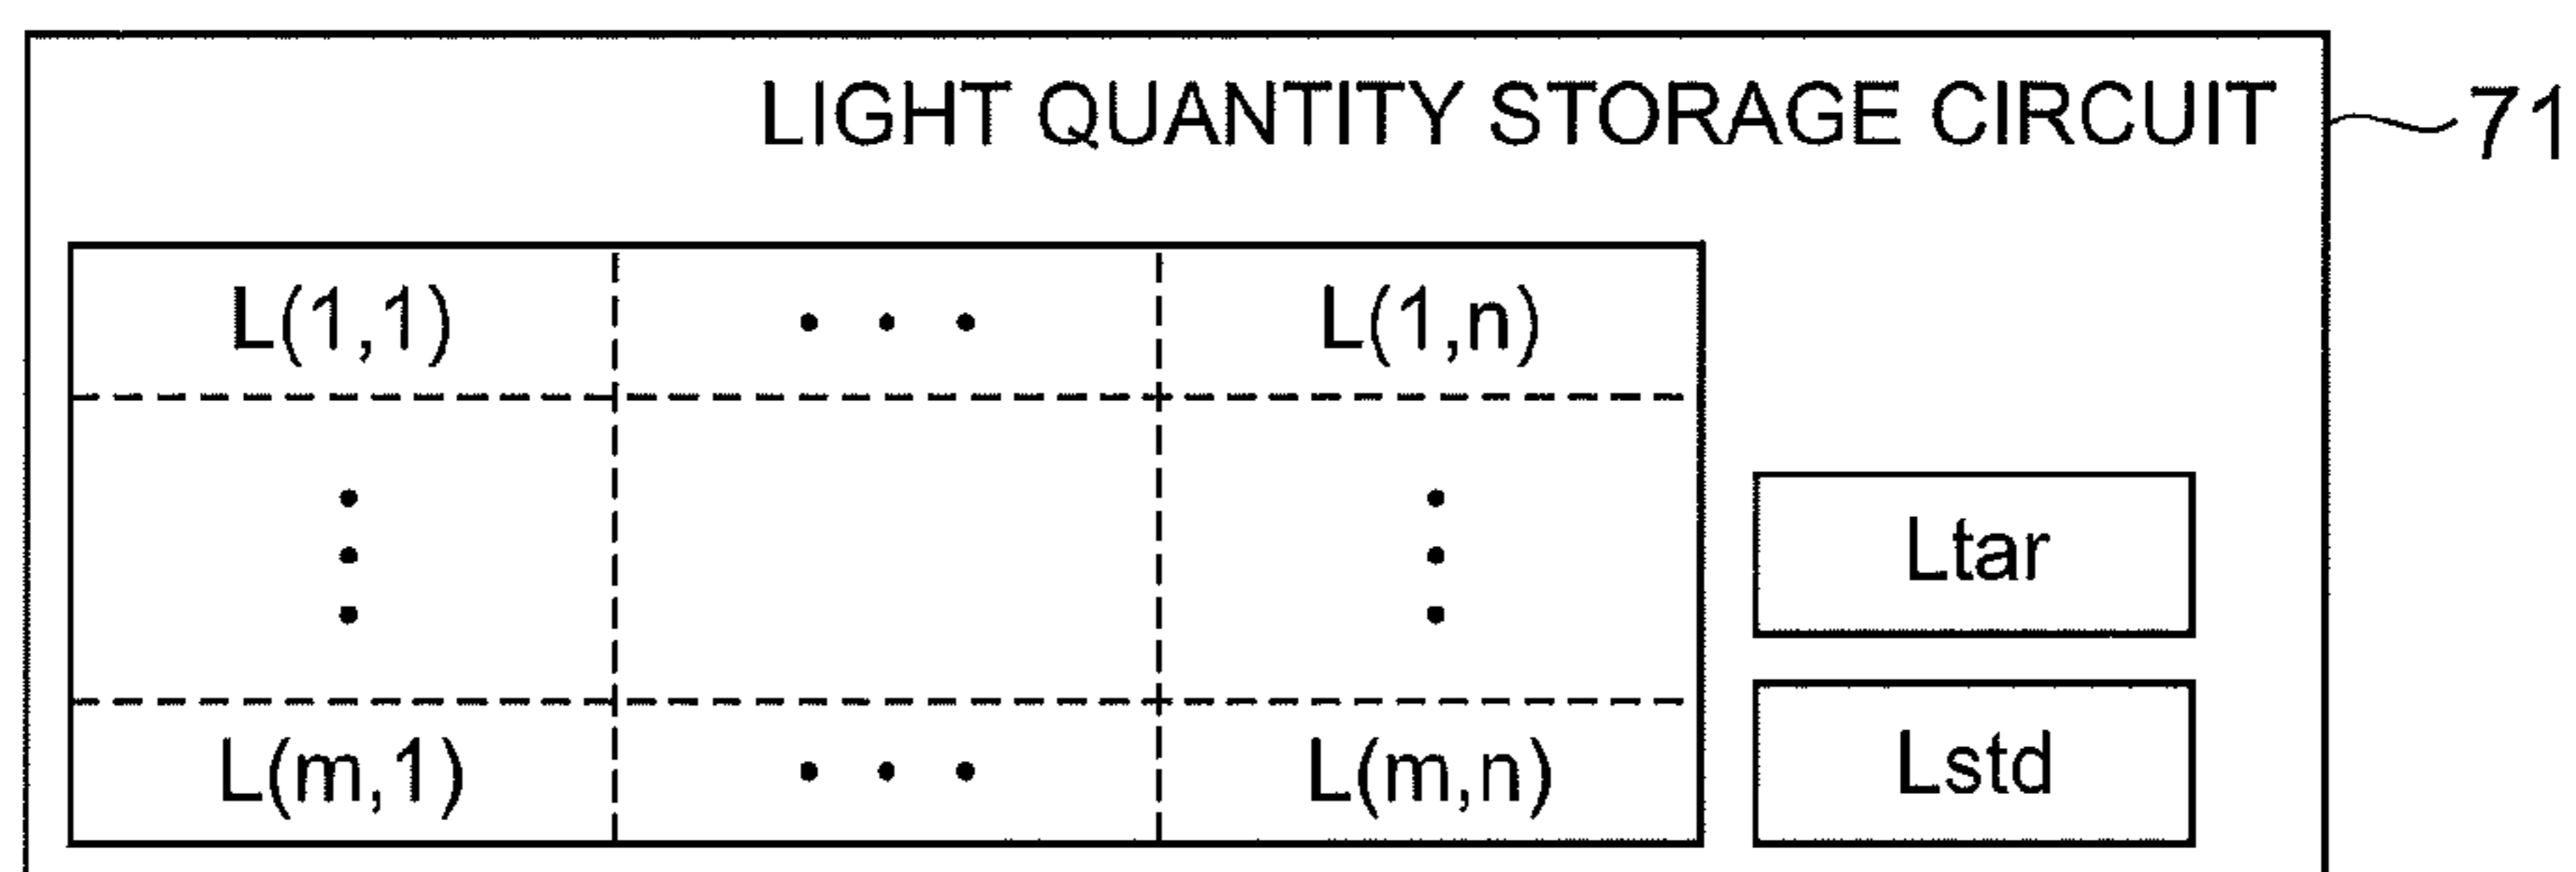 LIGHT QUANTITY STORAGE CIRCUIT 71
L(1,1) • • • L(1,n)
Ltar
Lstd
L(m,1) • • • L(m,n)